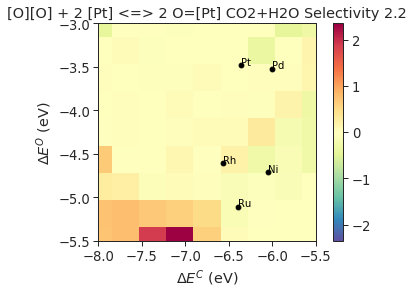 [O][O] + 2 [Pt] <=> 2 O=[Pt] CO2+H2O Selectivity 2.2
−3.0
−3.5
−4.0
−4.5
−5.0
−5.5
ΔE^O (eV)
Pt
Pd
Rh
Ni
Ru
−8.0 −7.5 −7.0 −6.5 −6.0 −5.5
ΔE^C (eV)
2
1
0
−1
−2